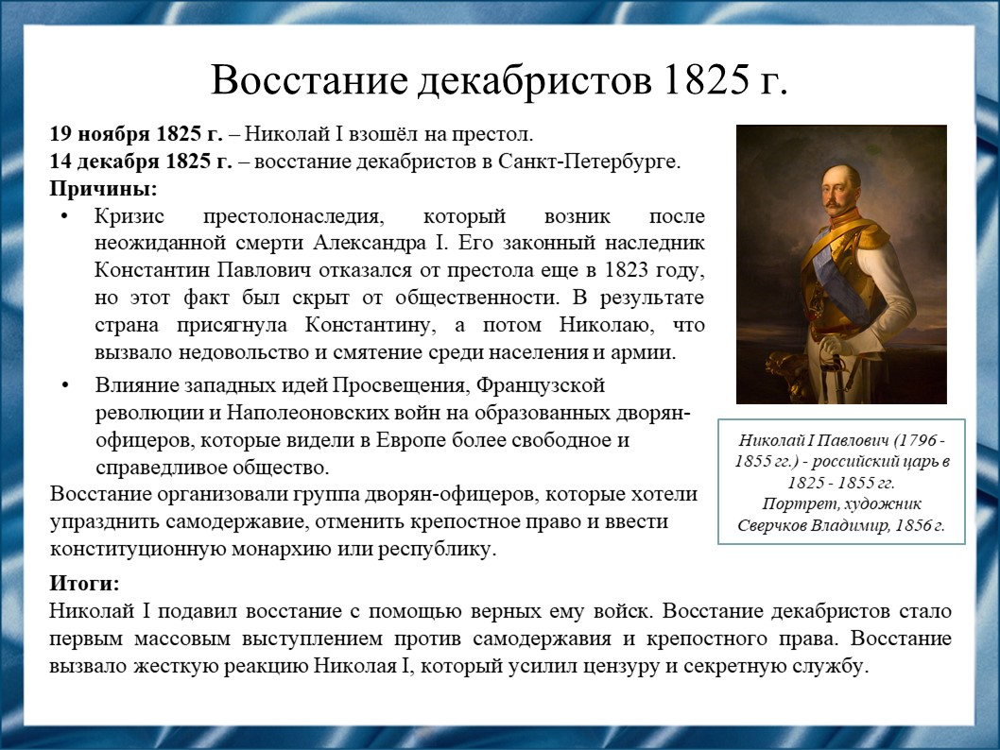 Восстание декабристов 1825 г.
19 ноября 1825 г. – Николай I взошёл на престол.
14 декабря 1825 г. – восстание декабристов в Санкт-Петербурге.
Причины:
• Кризис престолонаследия, который возник после
неожиданной смерти Александра I. Его законный наследник
Константин Павлович отказался от престола еще в 1823 году,
но этот факт был скрыт от общественности. В результате
страна присягнула Константину, а потом Николаю, что
вызвало недовольство и смятение среди населения и армии.
• Влияние западных идей Просвещения, Французской
революции и Наполеоновских войн на образованных дворян-
офицеров, которые видели в Европе более свободное и
справедливое общество.
Восстание организовали группа дворян-офицеров, которые хотели
упразднить самодержавие, отменить крепостное право и ввести
конституционную монархию или республику.
Николай I Павлович (1796 -
1855 гг.) - российский царь в
1825 - 1855 гг.
Портрет, художник
Сверчков Владимир, 1856 г.
Итоги:
Николай I подавил восстание с помощью верных ему войск. Восстание декабристов стало
первым массовым выступлением против самодержавия и крепостного права. Восстание
вызвало жесткую реакцию Николая I, который усилил цензуру и секретную службу.